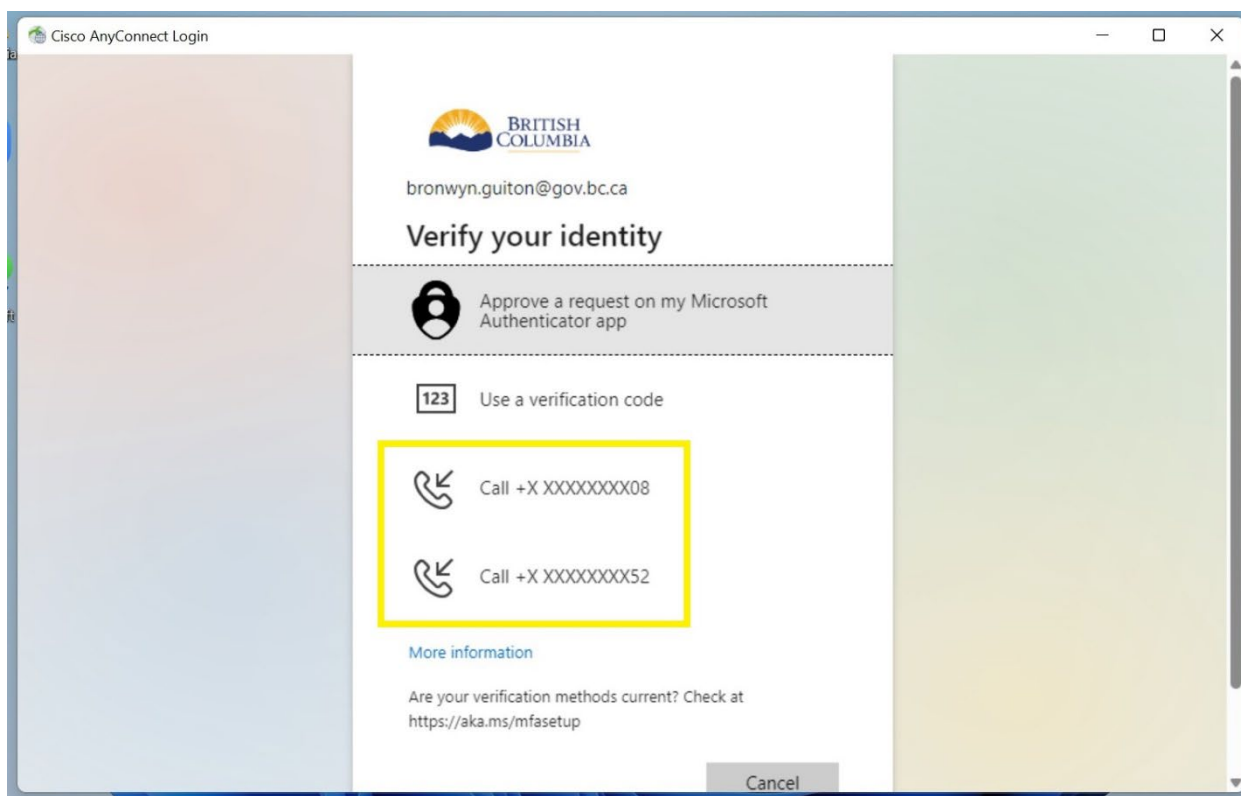 Cisco AnyConnect Login
BRITISH
COLUMBIA
bronwyn.guiton@gov.bc.ca
Verify your identity
Approve a request on my Microsoft
Authenticator app
123
Use a verification code
Call +X XXXXXXXX08
Call +X XXXXXXXX52
More information
Are your verification methods current? Check at
https://aka.ms/mfasetup
Cancel